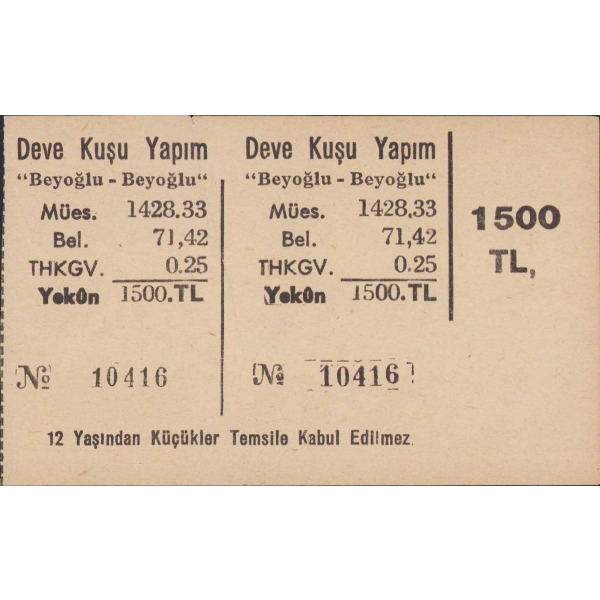 Deve Kuşu Yapım
"Beyoğlu - Beyoğlu"
Mües. 1428.33
Bel. 71,42
THKGV. 0.25
Yekûn 1500.TL
№ 10416
Deve Kuşu Yapım
"Beyoğlu - Beyoğlu"
Mües. 1428,33
Bel. 71,42
THKGV. 0.25
Yekûn 1500.TL
№ 10416
1500
TL,
12 Yaşından Küçükler Temsile Kabul Edilmez.